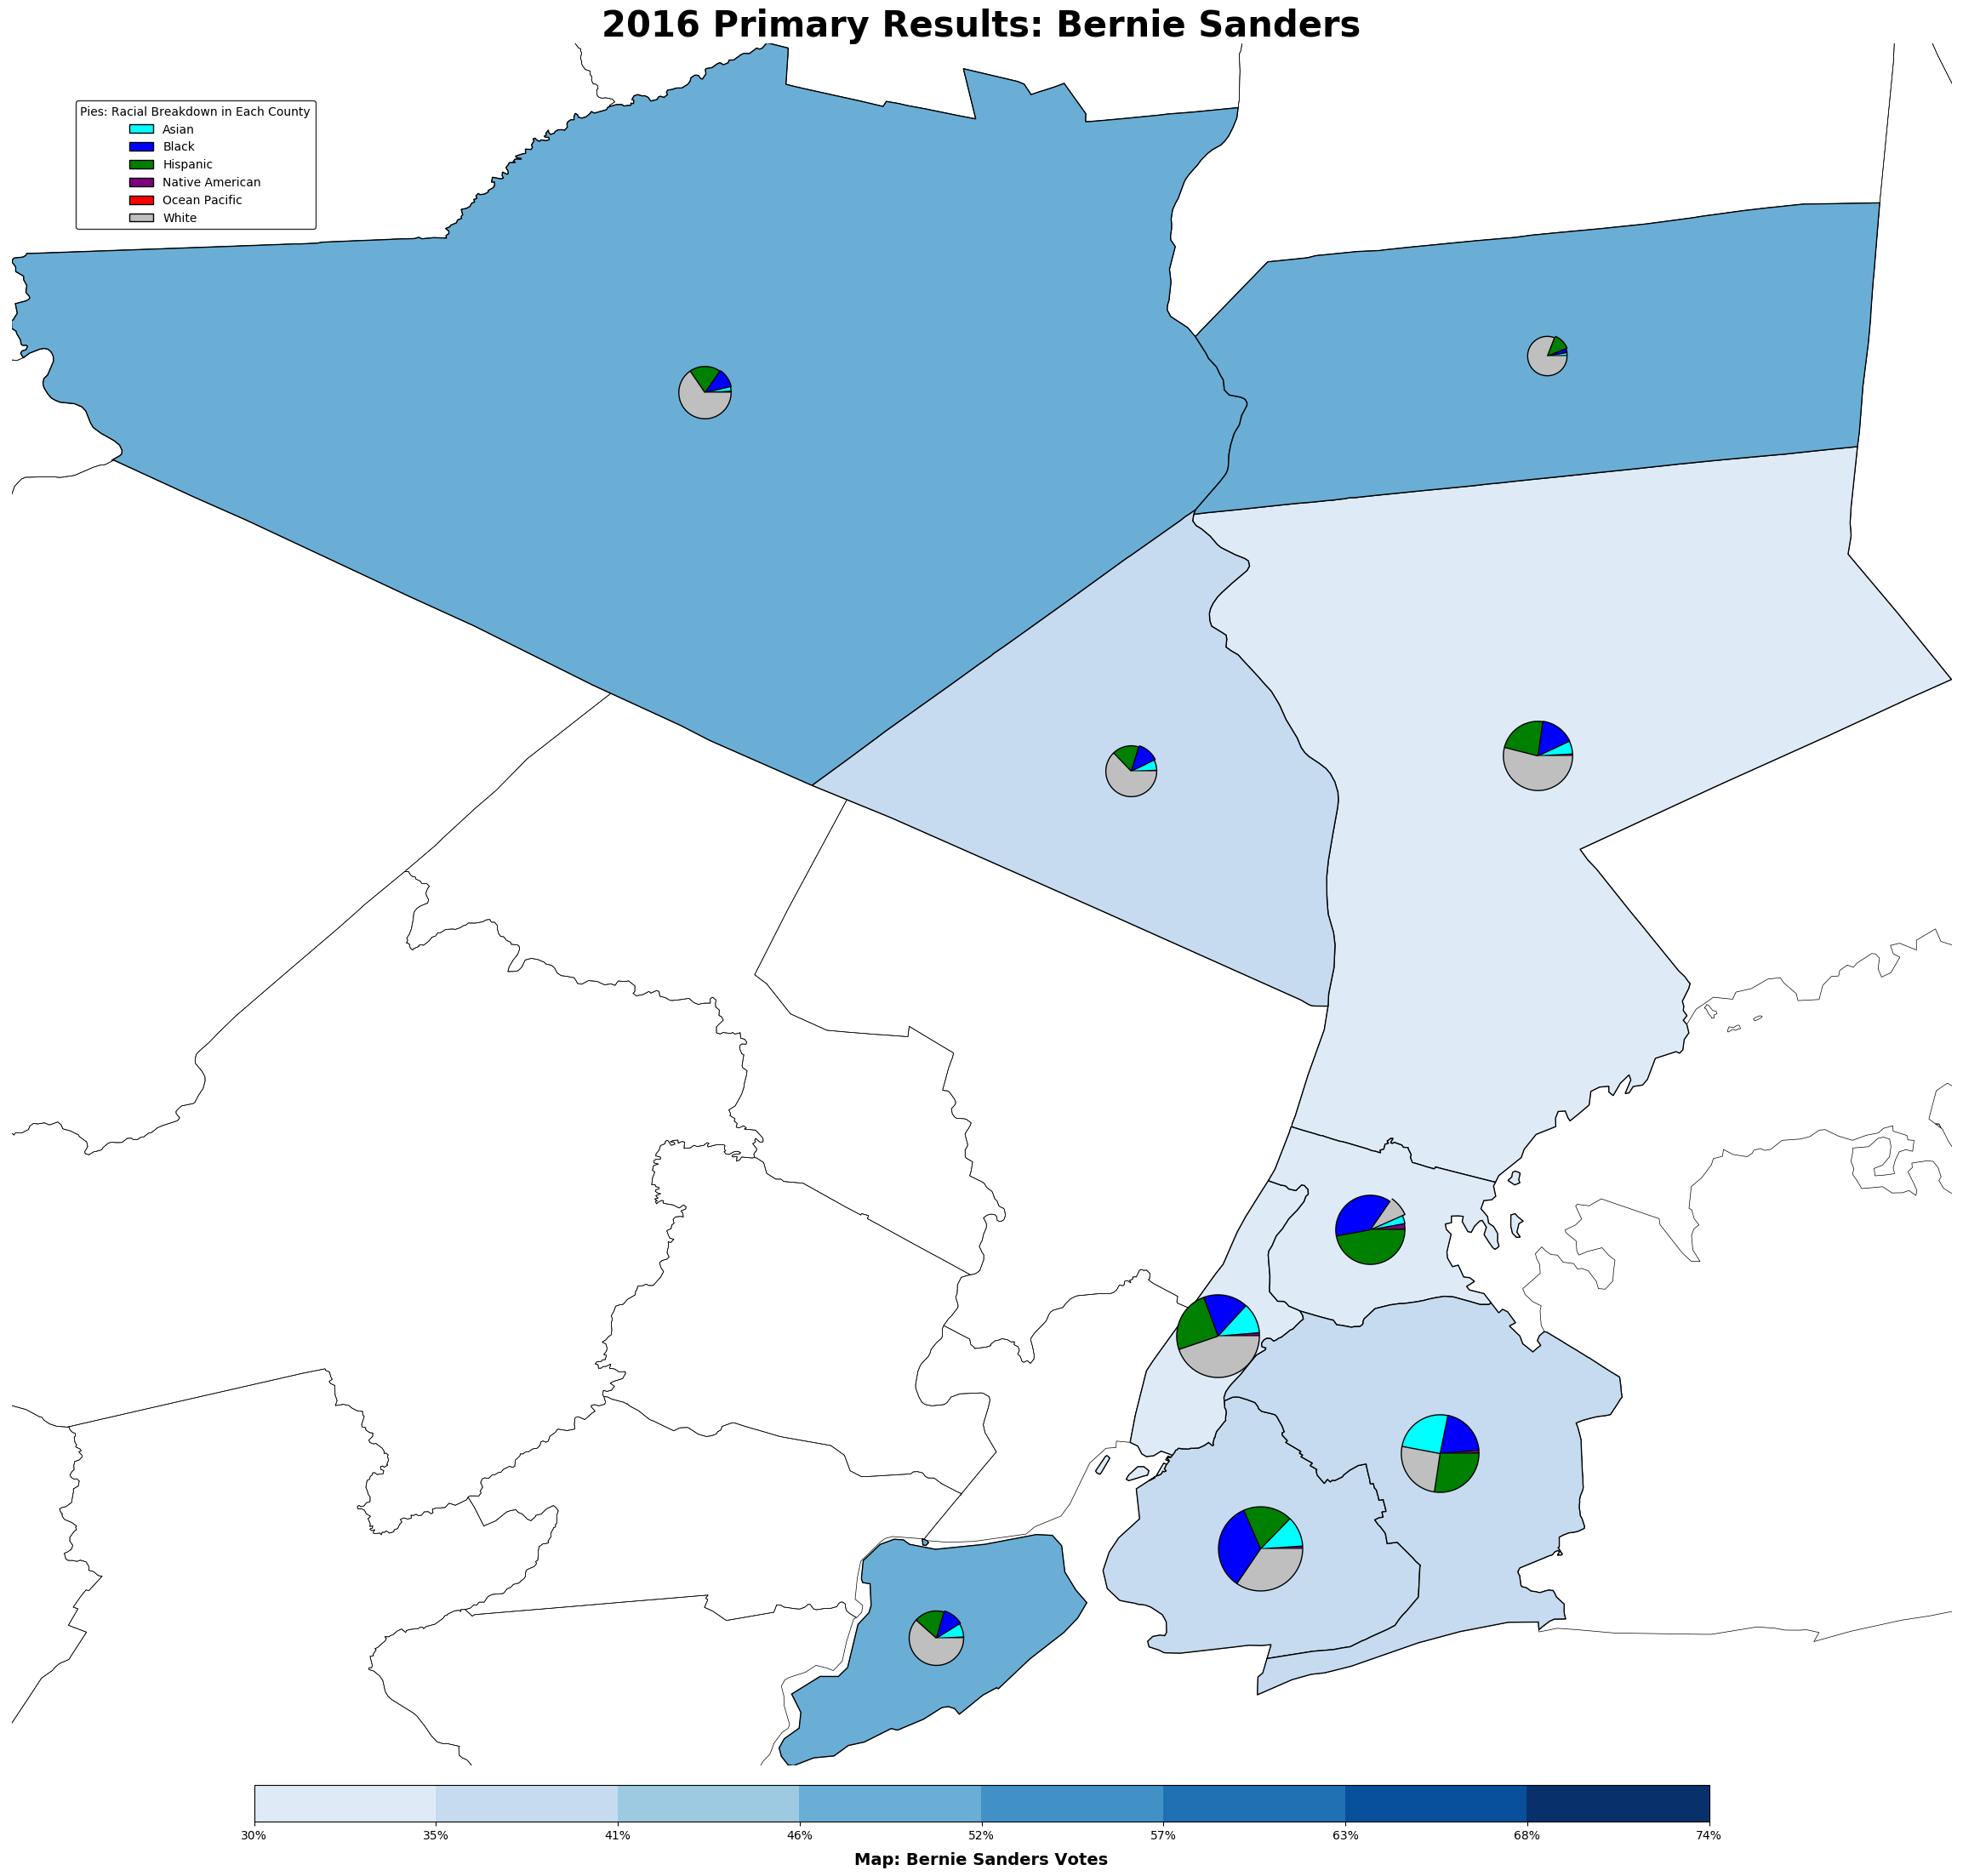 2016 Primary Results: Bernie Sanders
Pies: Racial Breakdown in Each County
Asian
Black
Hispanic
Native American
Ocean Pacific
White
30% 35% 41% 46% 52% 57% 63% 68% 74%
Map: Bernie Sanders Votes